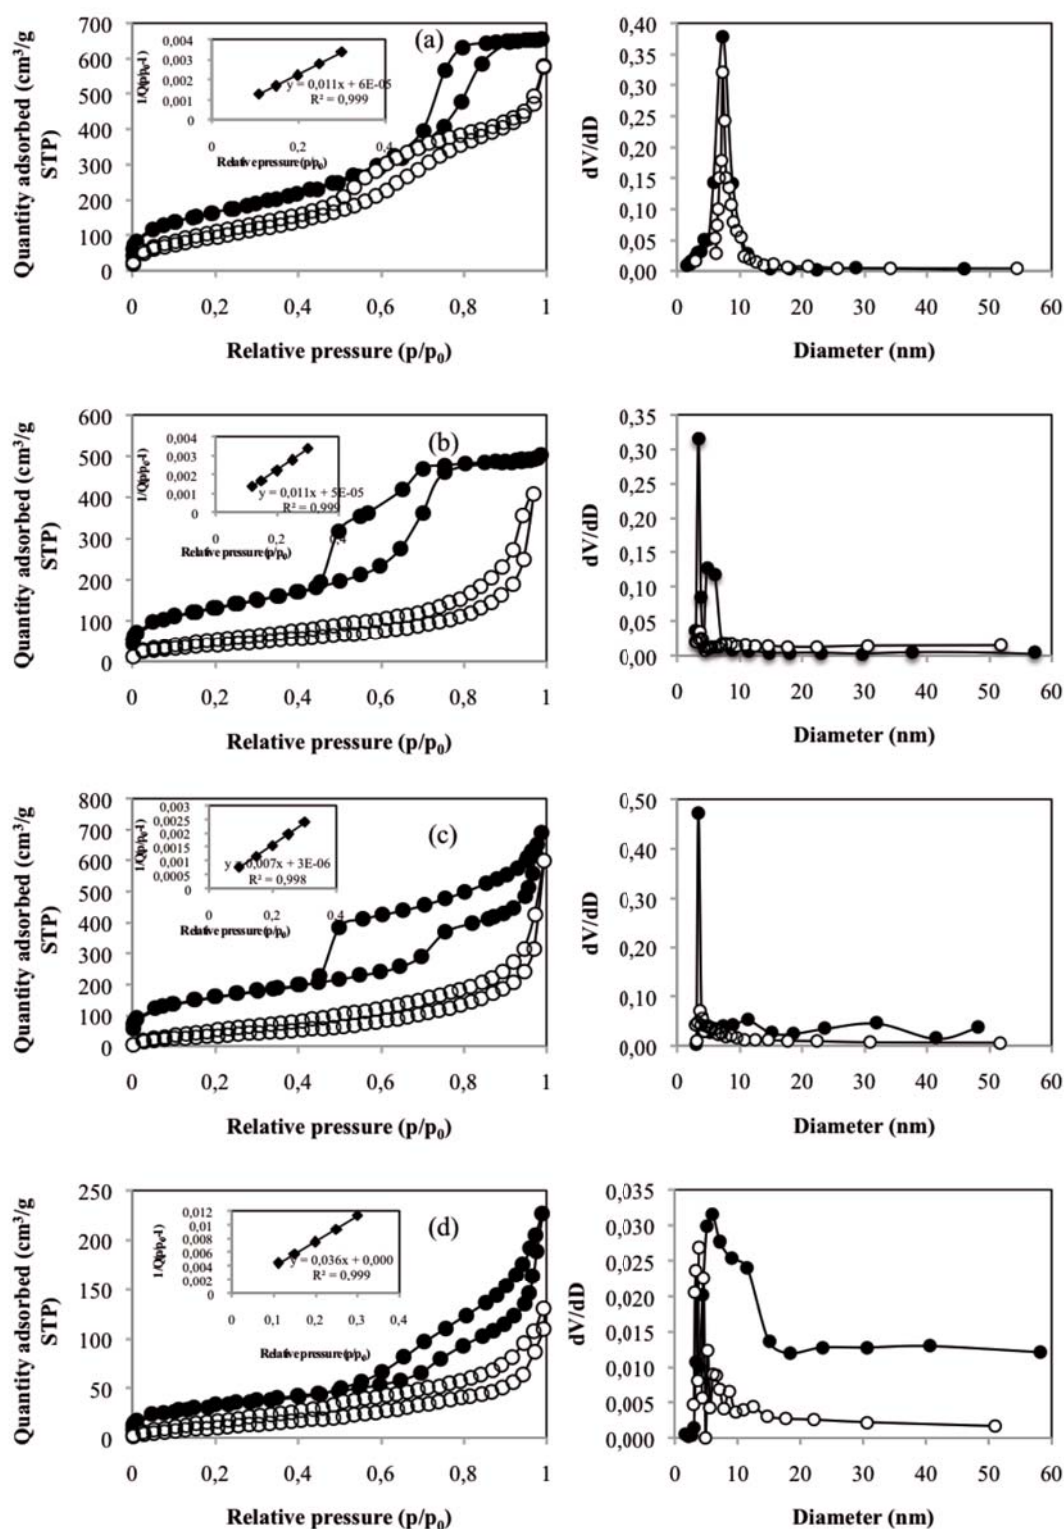 (a)
Quantity adsorbed (cm³/g
STP)
700
600
500
400
300
200
100
0
0 0,2 0,4 0,6 0,8 1
Relative pressure (p/p₀)
1/Q(p/p₀-1)
0,004
0,003
0,002
0,001
0
0 0,2 0,4
y = 0,011x + 6E-05
R² = 0,999
Relative pressure (p/p₀)
dV/dD
0,40
0,35
0,30
0,25
0,20
0,15
0,10
0,05
0,00
0 10 20 30 40 50 60
Diameter (nm)
(b)
Quantity adsorbed (cm³/g
STP)
600
500
400
300
200
100
0
0 0,2 0,4 0,6 0,8 1
Relative pressure (p/p₀)
1/Q(p/p₀-1)
0,004
0,003
0,002
0,001
0
0 0,2 0,4
y = 0,011x + 5E-05
R² = 0,999
Relative pressure (p/p₀)
dV/dD
0,35
0,30
0,25
0,20
0,15
0,10
0,05
0,00
0 10 20 30 40 50 60
Diameter (nm)
(c)
Quantity adsorbed (cm³/g
STP)
800
700
600
500
400
300
200
100
0
0 0,2 0,4 0,6 0,8 1
Relative pressure (p/p₀)
1/Q(p/p₀-1)
0,003
0,0025
0,002
0,0015
0,001
0,0005
0
0 0,2 0,4
y = 0,007x + 3E-06
R² = 0,998
Relative pressure (p/p₀)
dV/dD
0,50
0,40
0,30
0,20
0,10
0,00
0 10 20 30 40 50 60
Diameter (nm)
(d)
Quantity adsorbed (cm³/g
STP)
250
200
150
100
50
0
0 0,2 0,4 0,6 0,8 1
Relative pressure (p/p₀)
1/Q(p/p₀-1)
0,012
0,01
0,008
0,006
0,004
0,002
0
0 0,1 0,2 0,3 0,4
y = 0,036x + 0,000
R² = 0,999
Relative pressure (p/p₀)
dV/dD
0,035
0,030
0,025
0,020
0,015
0,010
0,005
0,000
0 10 20 30 40 50 60
Diameter (nm)